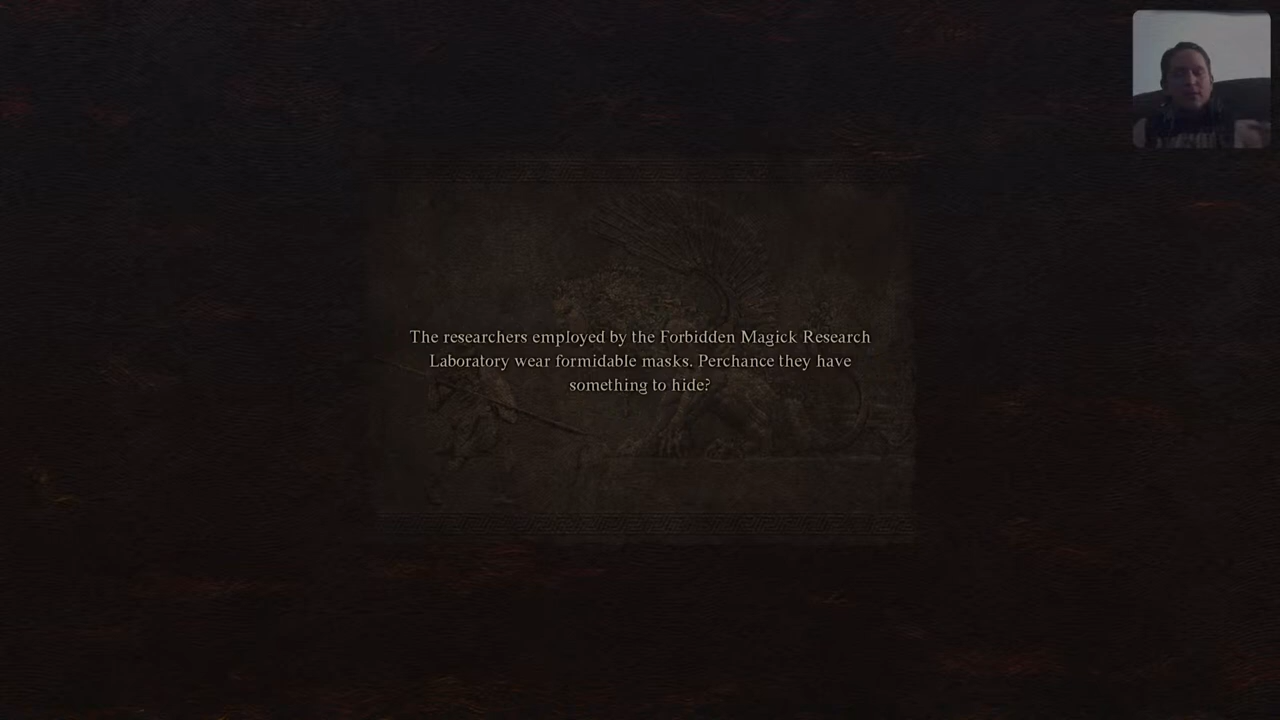 The researchers employed by the Forbidden Magick Research
Laboratory wear formidable masks. Perchance they have
something to hide?